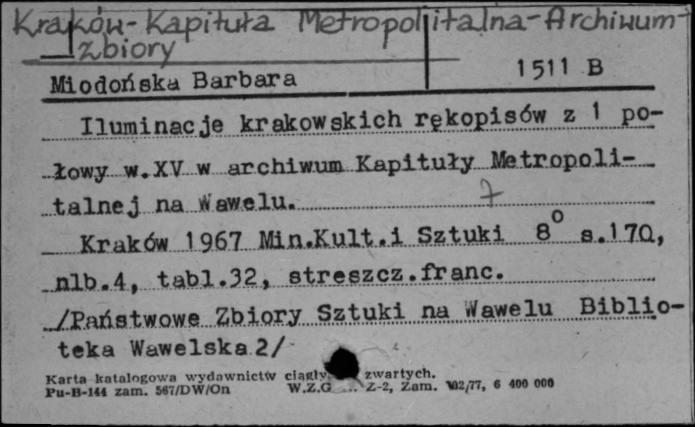 Kraków-Kapituła Metropolitalna-Archiwum-
zbiory
Miodońska Barbara 1511 B
Iluminacje krakowskich rękopisów z 1 po-
łowy w.XV w archiwum Kapituły Metropoli-
talnej na Wawelu.
Kraków 1967 Min.Kult.i Sztuki 8° s.170,
nlb.4, tabl.32, streszcz.franc.
/Państwowe Zbiory Sztuki na Wawelu Biblio-
teka Wawelska 2/
Karta katalogowa wydawnictw ciągły zwartych.
Pu-B-144 zam. 567/DW/On W.Z.G Z-2, Zam. /77, 6 400 000